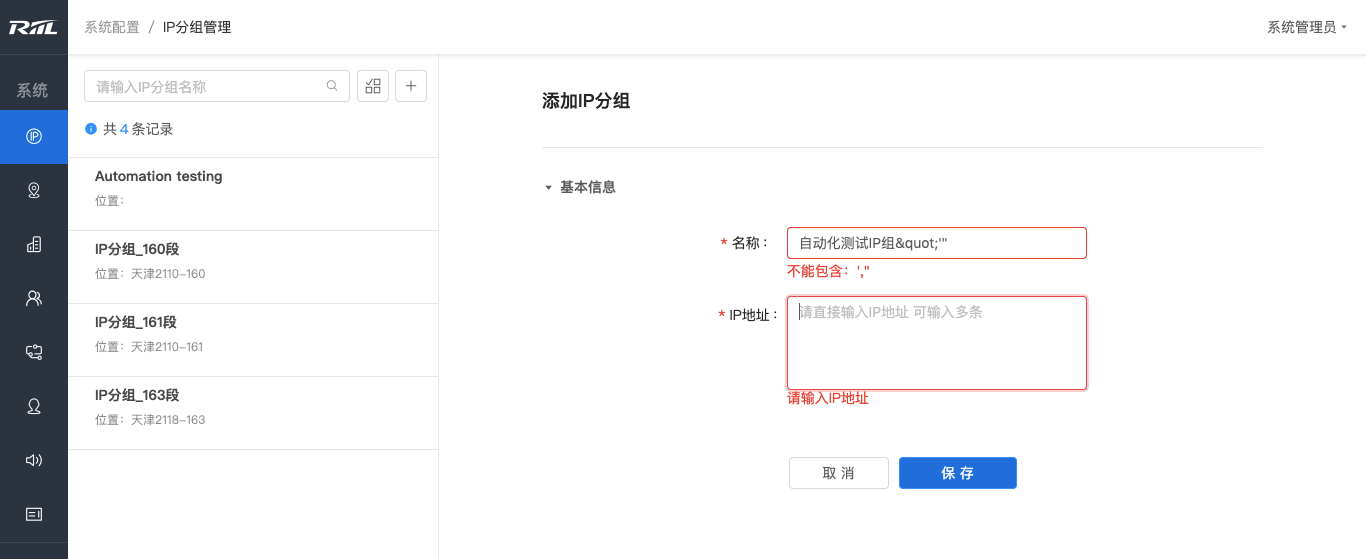 RIIL
系统配置 / IP分组管理
系统管理员
系统
IP
请输入IP分组名称
共 4 条记录
Automation testing
位置:
IP分组_160段
位置: 天津2110-160
IP分组_161段
位置: 天津2110-161
IP分组_163段
位置: 天津2118-163
添加IP分组
基本信息
* 名称：
自动化测试IP组&quot;'"
不能包含: ',"
* IP地址：
请直接输入IP地址 可输入多条
请输入IP地址
取 消
保 存